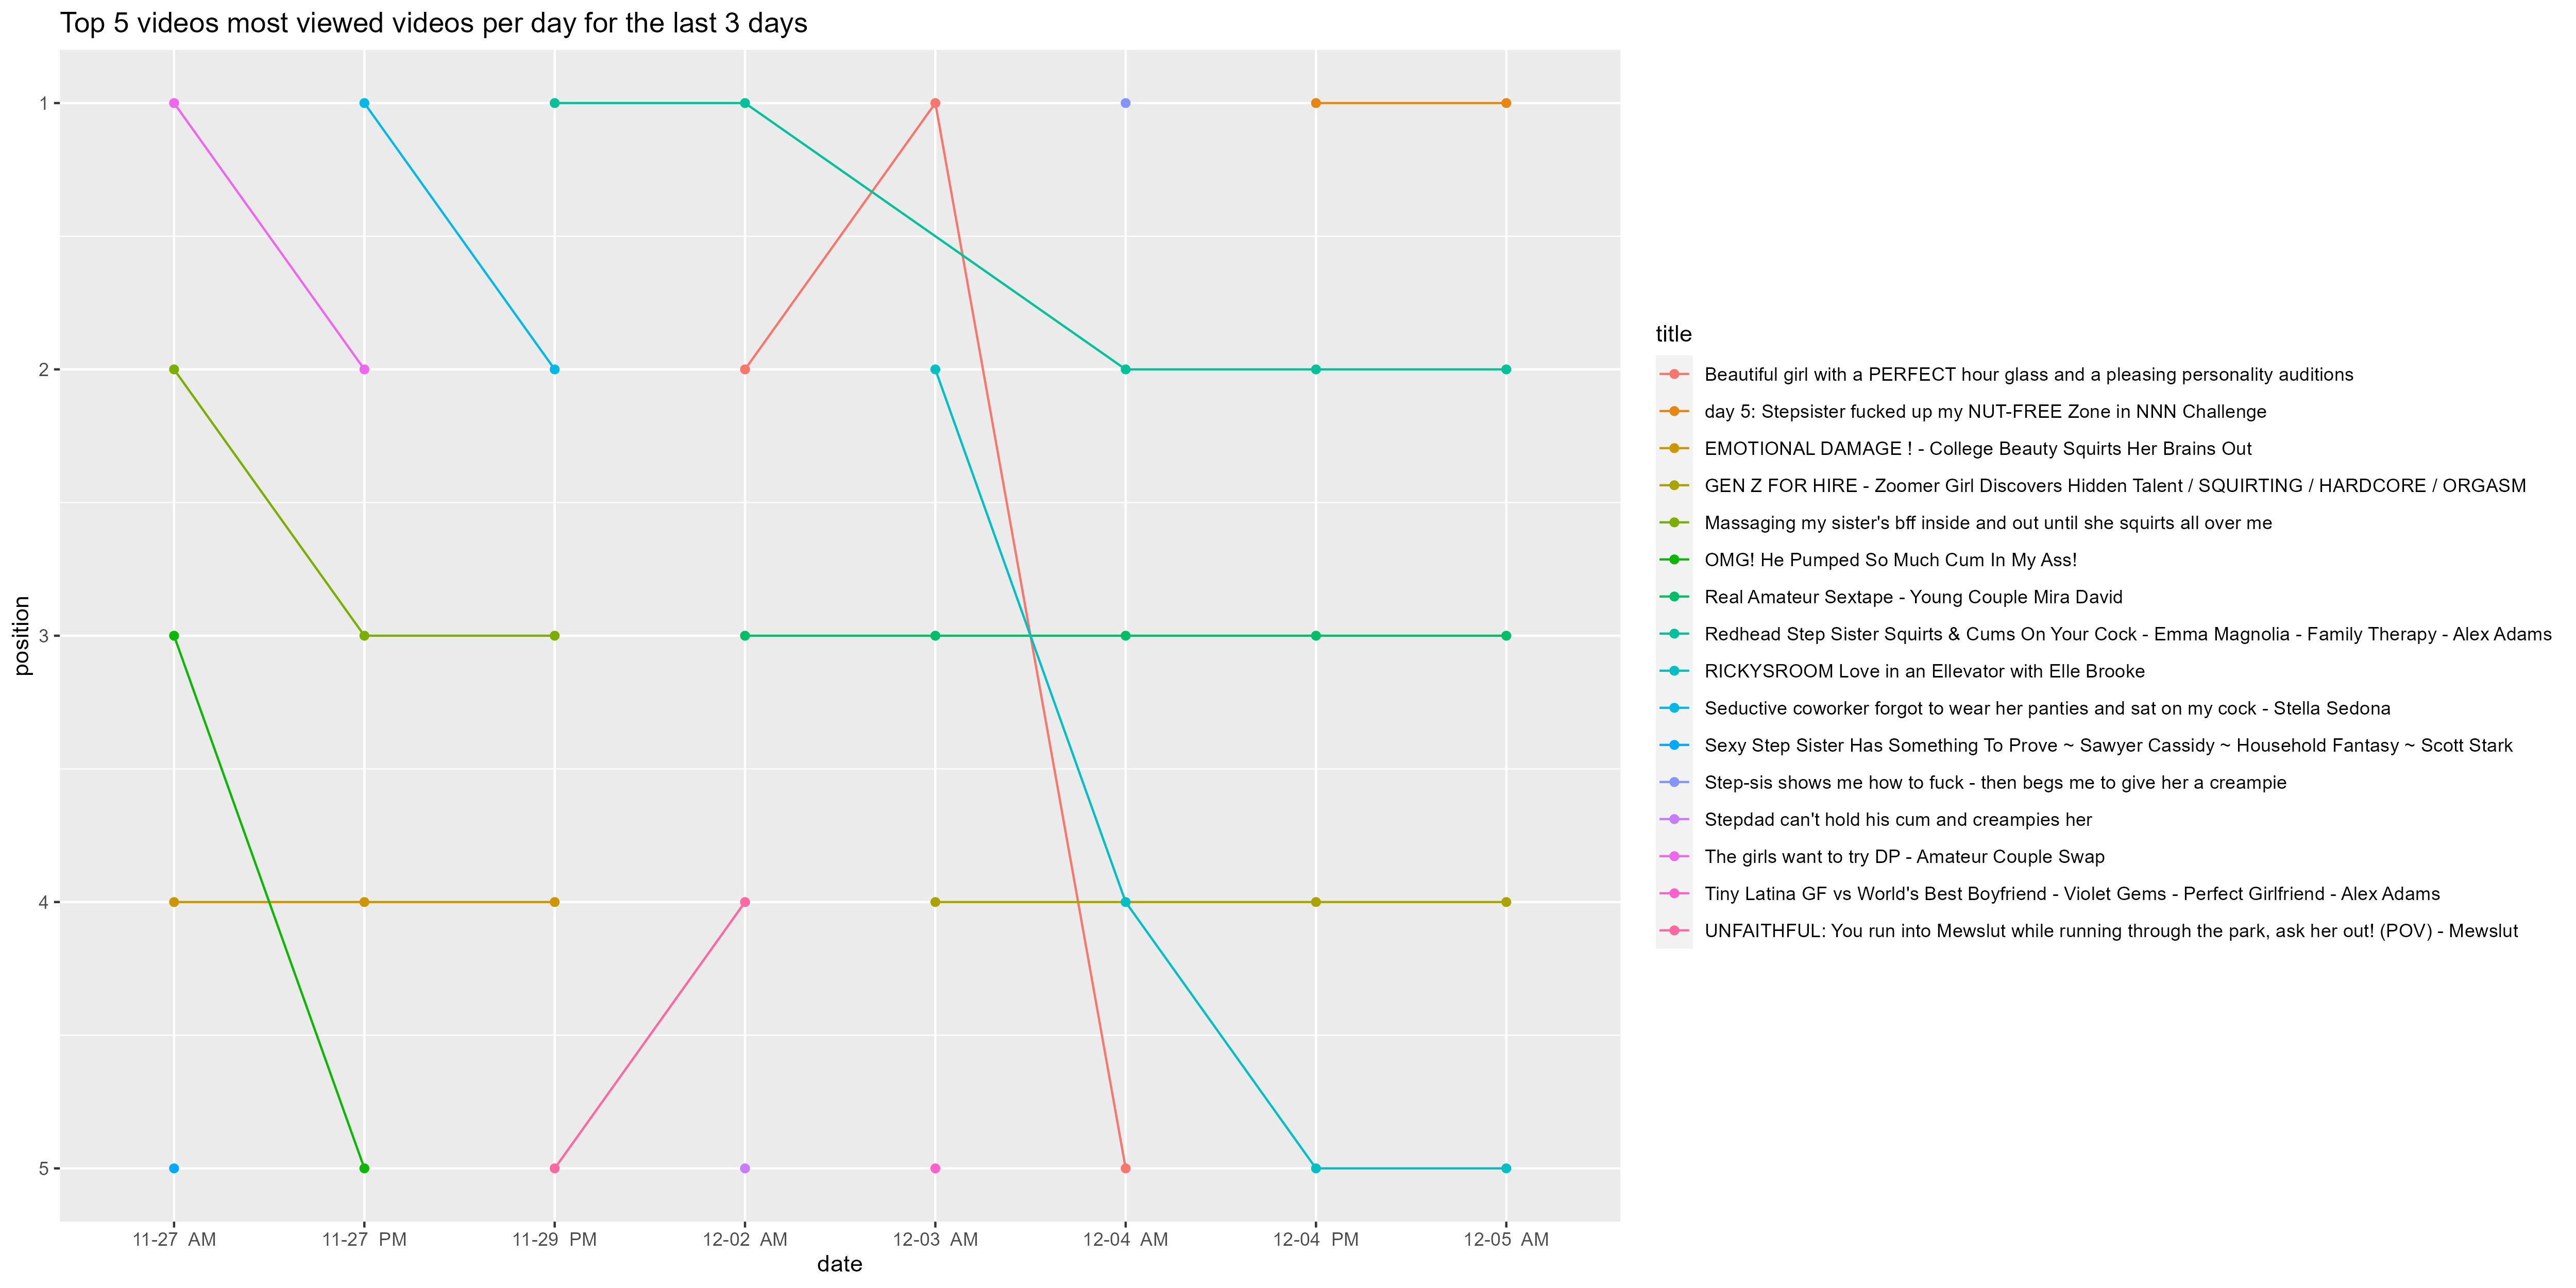 Top 5 videos most viewed videos per day for the last 3 days
position
1
2
3
4
5
11-27 AM
11-27 PM
11-29 PM
12-02 AM
12-03 AM
12-04 AM
12-04 PM
12-05 AM
date
title
Beautiful girl with a PERFECT hour glass and a pleasing personality auditions
day 5: Stepsister fucked up my NUT-FREE Zone in NNN Challenge
EMOTIONAL DAMAGE ! - College Beauty Squirts Her Brains Out
GEN Z FOR HIRE - Zoomer Girl Discovers Hidden Talent / SQUIRTING / HARDCORE / ORGASM
Massaging my sister's bff inside and out until she squirts all over me
OMG! He Pumped So Much Cum In My Ass!
Real Amateur Sextape - Young Couple Mira David
Redhead Step Sister Squirts & Cums On Your Cock - Emma Magnolia - Family Therapy - Alex Adams
RICKYSROOM Love in an Ellevator with Elle Brooke
Seductive coworker forgot to wear her panties and sat on my cock - Stella Sedona
Sexy Step Sister Has Something To Prove ~ Sawyer Cassidy ~ Household Fantasy ~ Scott Stark
Step-sis shows me how to fuck - then begs me to give her a creampie
Stepdad can't hold his cum and creampies her
The girls want to try DP - Amateur Couple Swap
Tiny Latina GF vs World's Best Boyfriend - Violet Gems - Perfect Girlfriend - Alex Adams
UNFAITHFUL: You run into Mewslut while running through the park, ask her out! (POV) - Mewslut